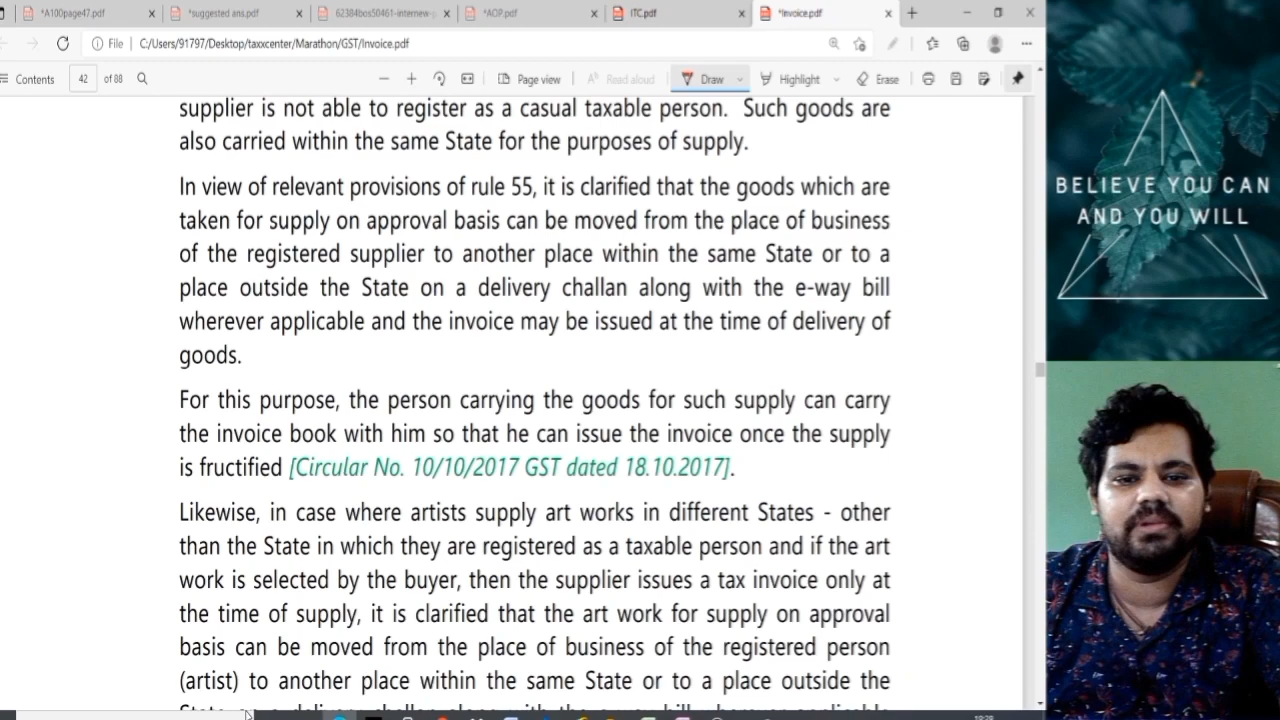 *A100page47.pdf
*suggested ans.pdf
62384bos50461-internew-
*AOP.pdf
ITC.pdf
*Invoice.pdf
File
C:/Users/91797/Desktop/taxxcenter/Marathon/GST/Invoice.pdf
Contents
42
of 88
Page view
Read aloud
Draw
Highlight
Erase
supplier is not able to register as a casual taxable person. Such goods are
also carried within the same State for the purposes of supply.
In view of relevant provisions of rule 55, it is clarified that the goods which are
taken for supply on approval basis can be moved from the place of business
of the registered supplier to another place within the same State or to a
place outside the State on a delivery challan along with the e-way bill
wherever applicable and the invoice may be issued at the time of delivery of
goods.
For this purpose, the person carrying the goods for such supply can carry
the invoice book with him so that he can issue the invoice once the supply
is fructified [Circular No. 10/10/2017 GST dated 18.10.2017].
Likewise, in case where artists supply art works in different States - other
than the State in which they are registered as a taxable person and if the art
work is selected by the buyer, then the supplier issues a tax invoice only at
the time of supply, it is clarified that the art work for supply on approval
basis can be moved from the place of business of the registered person
(artist) to another place within the same State or to a place outside the
BELIEVE YOU CAN
AND YOU WILL